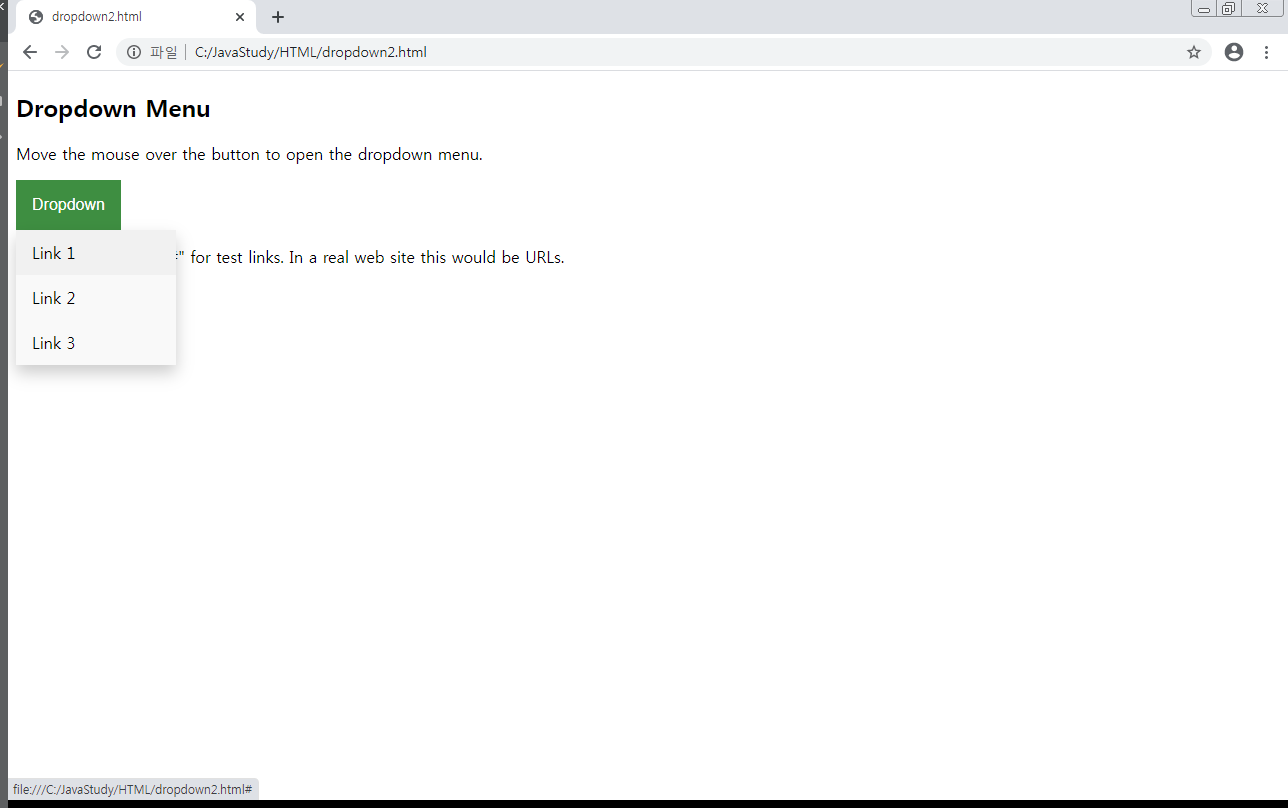 dropdown2.html
파일 C:/JavaStudy/HTML/dropdown2.html
Dropdown Menu
Move the mouse over the button to open the dropdown menu.
Dropdown
Link 1
" for test links. In a real web site this would be URLs.
Link 2
Link 3
file:///C:/JavaStudy/HTML/dropdown2.html#